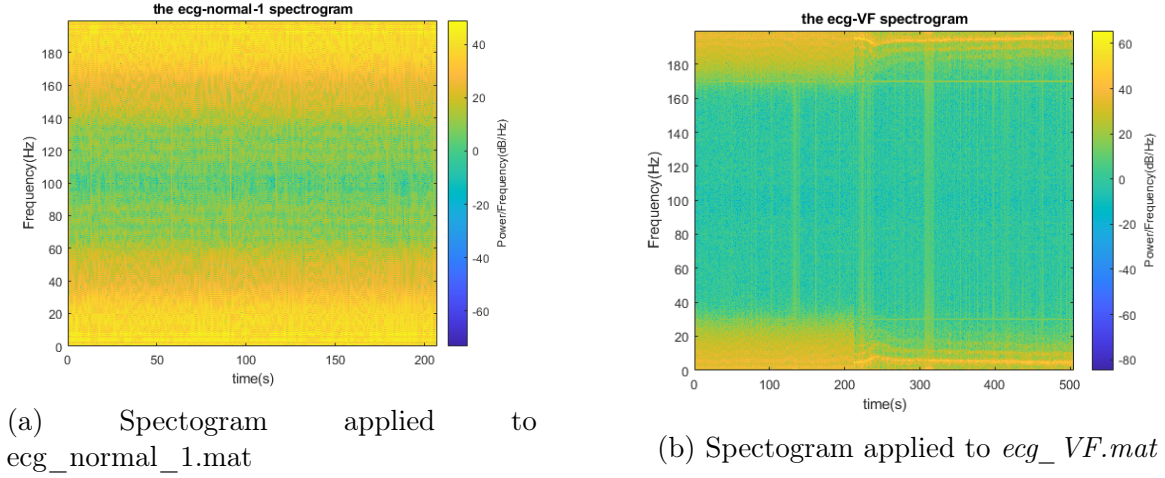 the ecg-normal-1 spectrogram
180
160
140
120
100
80
60
40
20
0
Frequency(Hz)
0 50 100 150 200
time(s)
40
20
0
-20
-40
-60
Power/Frequency(dB/Hz)
(a) Spectogram applied to
ecg_normal_1.mat
the ecg-VF spectrogram
180
160
140
120
100
80
60
40
20
0
Frequency(Hz)
0 100 200 300 400 500
time(s)
60
40
20
0
-20
-40
-60
-80
Power/Frequency(dB/Hz)
(b) Spectogram applied to ecg_VF.mat